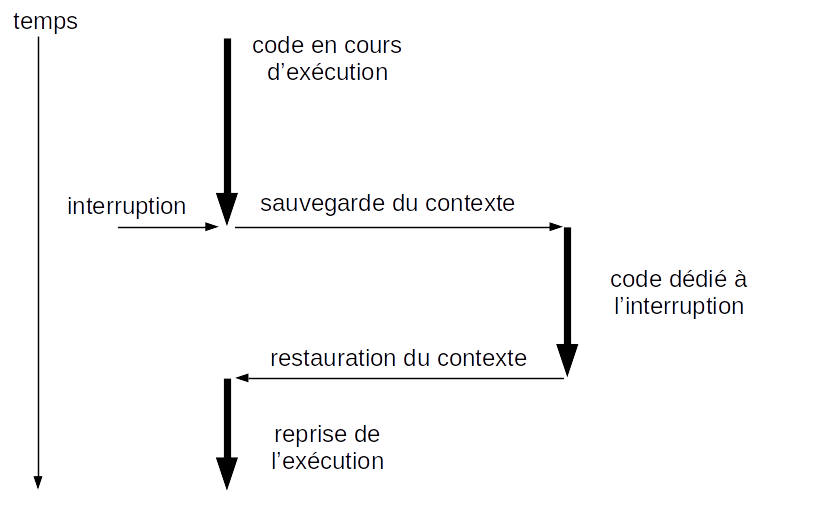 temps
code en cours
d’exécution
interruption
sauvegarde du contexte
code dédié à
l’interruption
restauration du contexte
reprise de
l’exécution